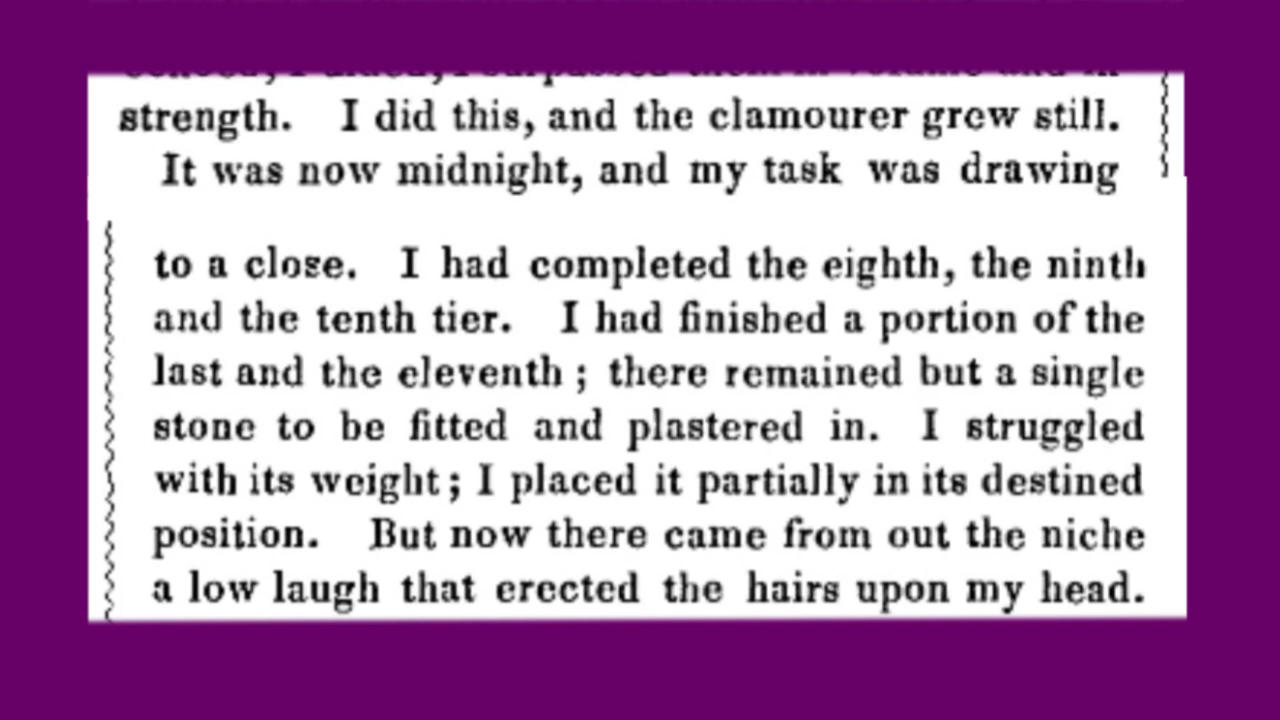 strength. I did this, and the clamourer grew still.
It was now midnight, and my task was drawing
to a close. I had completed the eighth, the ninth
and the tenth tier. I had finished a portion of the
last and the eleventh; there remained but a single
stone to be fitted and plastered in. I struggled
with its weight; I placed it partially in its destined
position. But now there came from out the niche
a low laugh that erected the hairs upon my head.